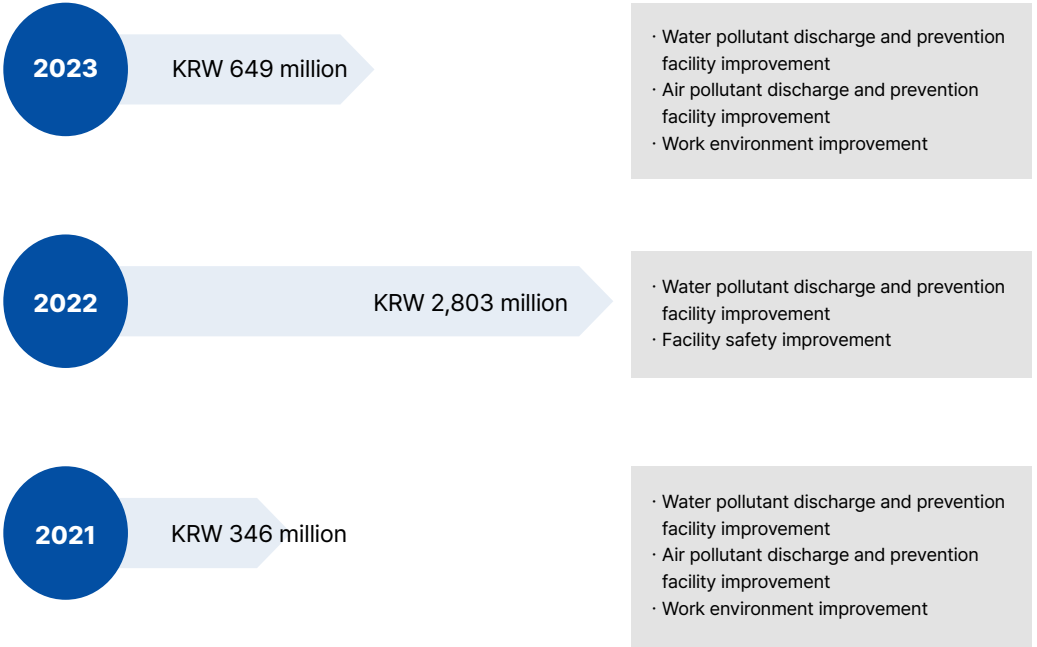 2023
KRW 649 million
· Water pollutant discharge and prevention
facility improvement
· Air pollutant discharge and prevention
facility improvement
· Work environment improvement
2022
KRW 2,803 million
· Water pollutant discharge and prevention
facility improvement
· Facility safety improvement
2021
KRW 346 million
· Water pollutant discharge and prevention
facility improvement
· Air pollutant discharge and prevention
facility improvement
· Work environment improvement